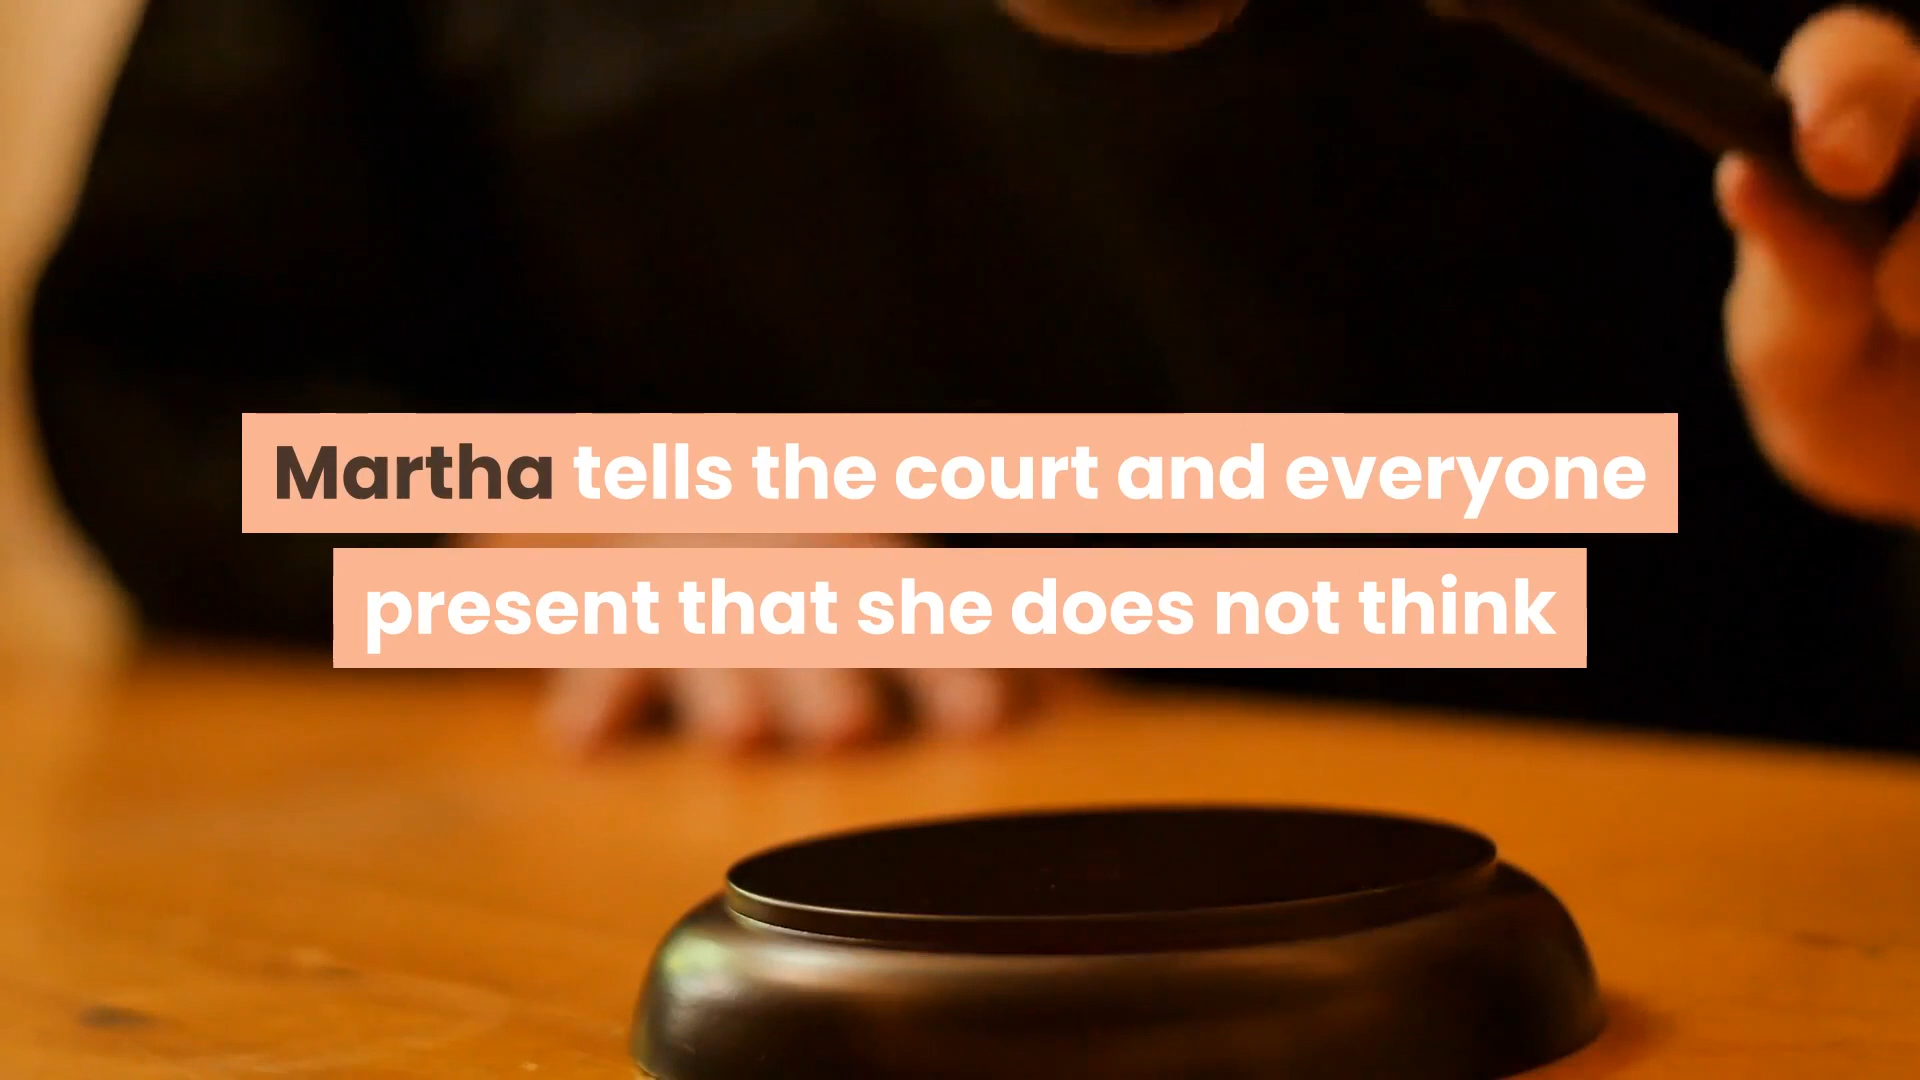 Martha tells the court and everyone
present that she does not think